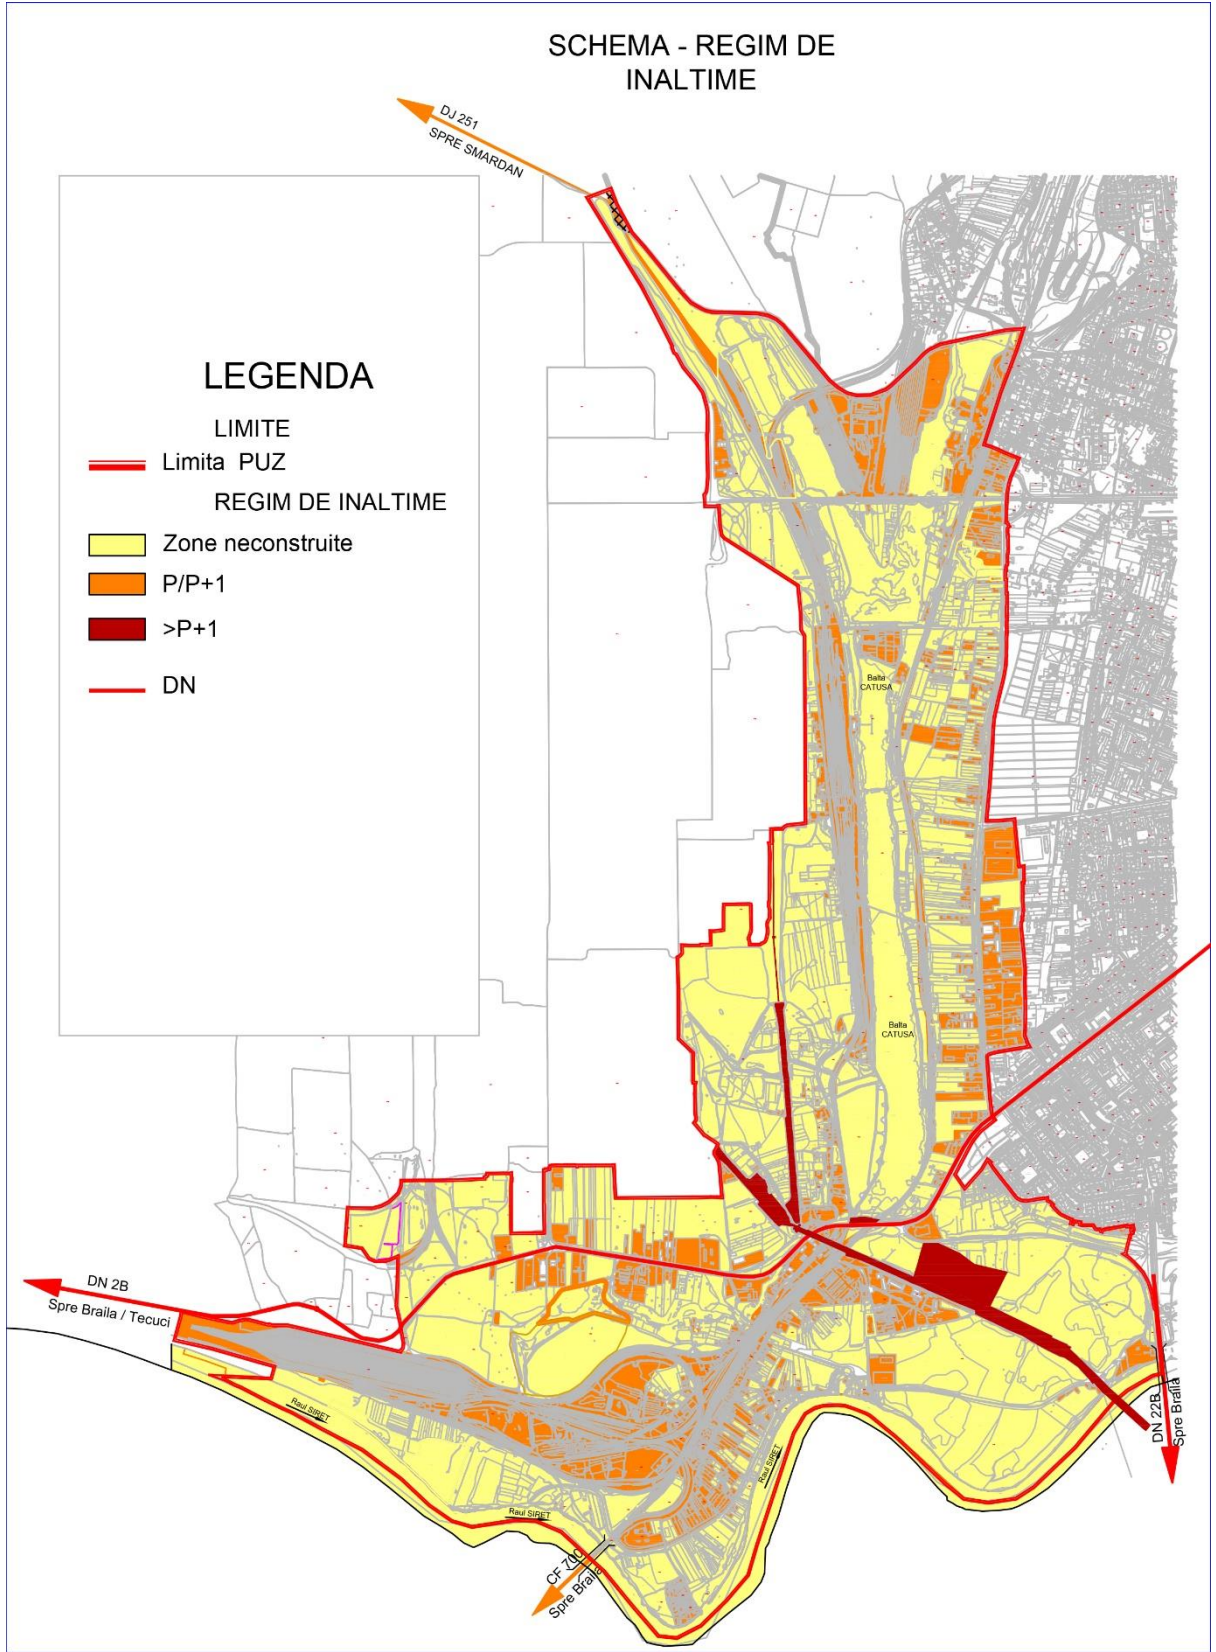 SCHEMA - REGIM DE
INALTIME
DJ 251
SPRE SMARDAN
LEGENDA
LIMITE
Limita PUZ
REGIM DE INALTIME
Zone neconstruite
P/P+1
>P+1
DN
Balta
CATUSA
Balta
CATUSA
DN 2B
Spre Braila / Tecuci
Raul SIRET
Raul SIRET
Raul SIRET
CF 700
Spre Braila
DN 22B
Spre Braila